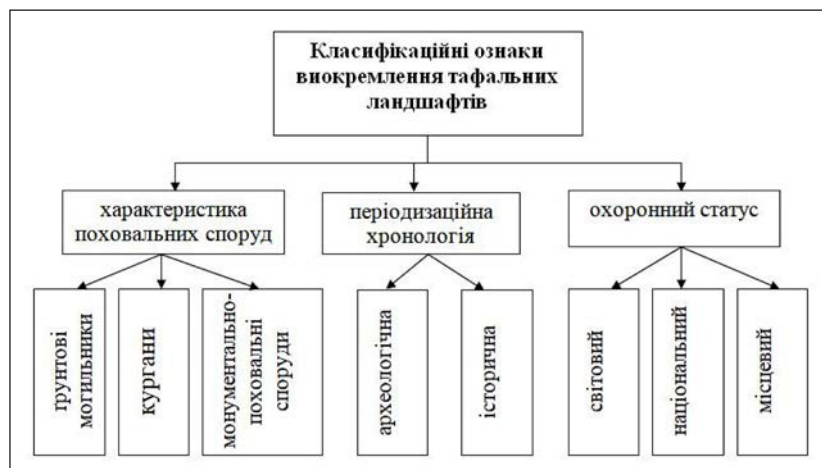 Класифікаційні ознаки
виокремлення тафальних
ландшафтів
характеристика
поховальних споруд
періодизаційна
хронологія
охоронний статус
ґрунтові
могильники
кургани
монументально-
поховальні
споруди
археологічна
історична
світовий
національний
місцевий